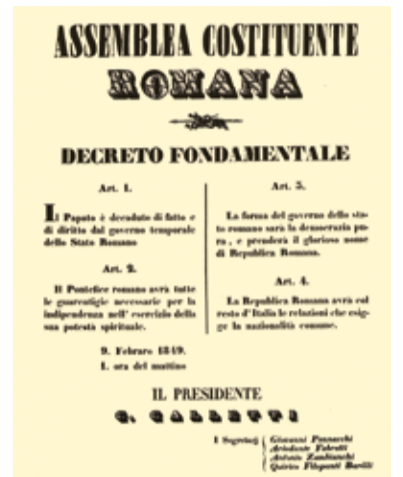 ASSEMBLEA COSTITUENTE
ROMANA
DECRETO FONDAMENTALE
Art. 1.
Il Papato è decaduto di fatto e
di diritto dal governo temporale
dello Stato Romano
Art. 2.
Il Pontefice romano avrà tutte
le guarentigie necessarie per la
indipendenza nell' esercizio della
sua potestà spirituale.
Art. 3.
La forma del governo dello sta-
to romano sarà la democrazia pu-
ra, e prenderà il glorioso nome
di Repubblica Romana.
Art. 4.
La Repubblica Romana avrà col
resto d'Italia le relazioni che esig-
ge la nazionalità comune.
9. Febraro 1849.
1. ora del mattino
IL PRESIDENTE
G. GALLETTI
I Segretarj
Giovanni Pennacchi
Ariodante Fabretti
Antonio Zambianchi
Quirico Filopanti Barilli